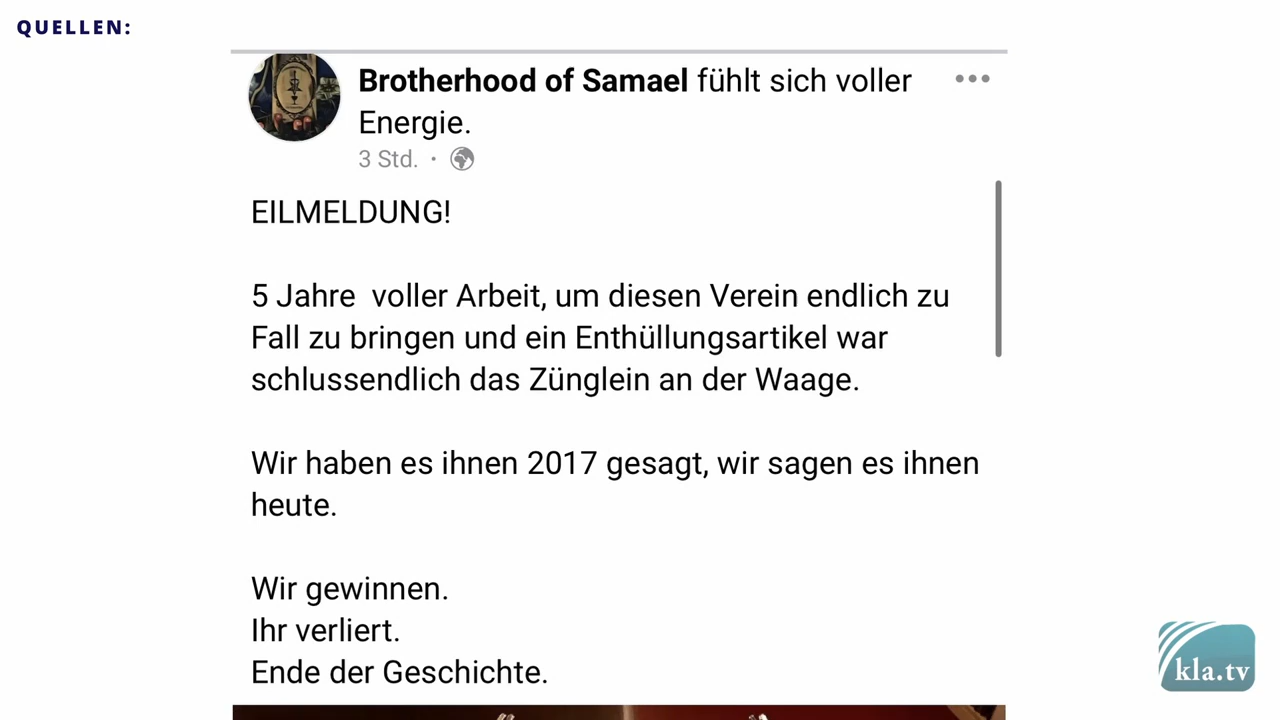 QUELLEN:
Brotherhood of Samael fühlt sich voller
Energie.
3 Std. ·
EILMELDUNG!
5 Jahre  voller Arbeit, um diesen Verein endlich zu
Fall zu bringen und ein Enthüllungsartikel war
schlussendlich das Zünglein an der Waage.
Wir haben es ihnen 2017 gesagt, wir sagen es ihnen
heute.
Wir gewinnen.
Ihr verliert.
Ende der Geschichte.
kla.tv